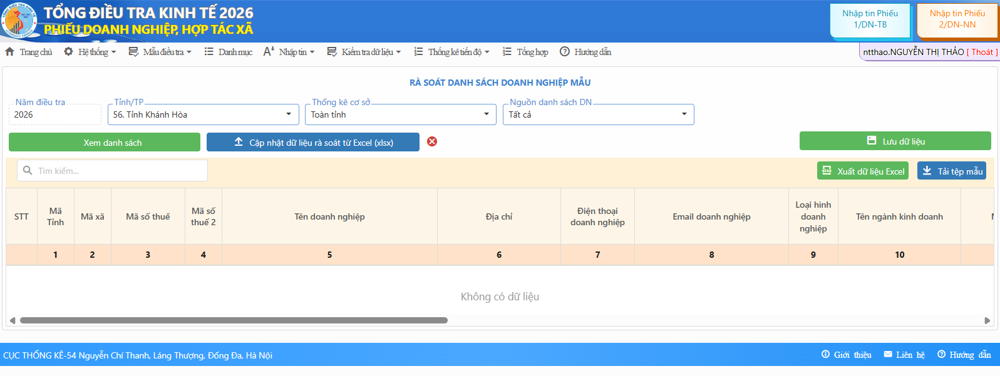 TỔNG ĐIỀU TRA KINH TẾ 2026
PHIẾU DOANH NGHIỆP, HỢP TÁC XÃ
Nhập tin Phiếu
1/DN-TB
Nhập tin Phiếu
2/DN-NN
Trang chủ
Hệ thống
Mẫu điều tra
Danh mục
Nhập tin
Kiểm tra dữ liệu
Thống kê tiến độ
Tổng hợp
Hướng dẫn
ntthao.NGUYỄN THỊ THẢO [ Thoát ]
RÀ SOÁT DANH SÁCH DOANH NGHIỆP MẪU
Năm điều tra
2026
Tỉnh/TP
56. Tỉnh Khánh Hòa
Thống kê cơ sở
Toàn tỉnh
Nguồn danh sách DN
Tất cả
Xem danh sách
Cập nhật dữ liệu rà soát từ Excel (xlsx)
Lưu dữ liệu
Tìm kiếm...
Xuất dữ liệu Excel
Tải tệp mẫu
STT
Mã
Tỉnh
Mã xã
Mã số thuế
Mã số
thuế 2
Tên doanh nghiệp
Địa chỉ
Điện thoại
doanh nghiệp
Email doanh nghiệp
Loại hình
doanh
nghiệp
Tên ngành kinh doanh
1 2 3 4 5 6 7 8 9 10
Không có dữ liệu
CỤC THỐNG KÊ-54 Nguyễn Chí Thanh, Láng Thượng, Đống Đa, Hà Nội
Giới thiệu
Liên hệ
Hướng dẫn